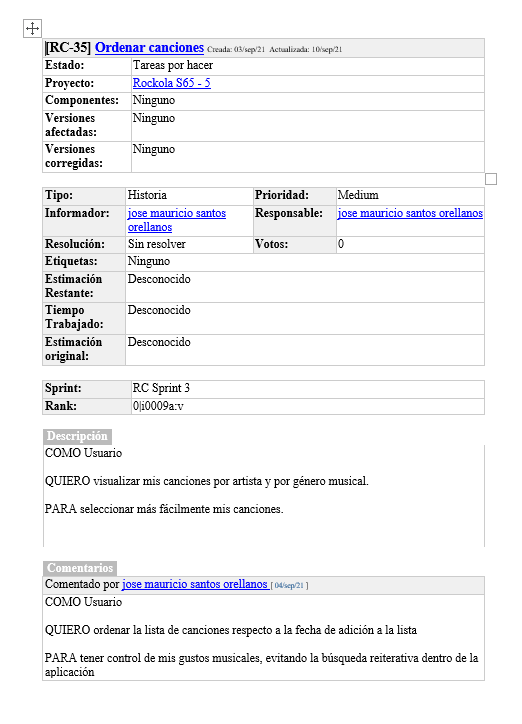 [RC-35] Ordenar canciones Creada: 03/sep/21 Actualizada: 10/sep/21
Estado: Tareas por hacer
Proyecto: Rockola S65 - 5
Componentes: Ninguno
Versiones afectadas: Ninguno
Versiones corregidas: Ninguno
Tipo: Historia Prioridad: Medium
Informador: jose mauricio santos orellanos Responsable: jose mauricio santos orellanos
Resolución: Sin resolver Votos: 0
Etiquetas: Ninguno
Estimación Restante: Desconocido
Tiempo Trabajado: Desconocido
Estimación original: Desconocido
Sprint: RC Sprint 3
Rank: 0|i0009a:v
Descripción
COMO Usuario
QUIERO visualizar mis canciones por artista y por género musical.
PARA seleccionar más fácilmente mis canciones.
Comentarios
Comentado por jose mauricio santos orellanos [ 04/sep/21 ]
COMO Usuario
QUIERO ordenar la lista de canciones respecto a la fecha de adición a la lista
PARA tener control de mis gustos musicales, evitando la búsqueda reiterativa dentro de la
aplicación